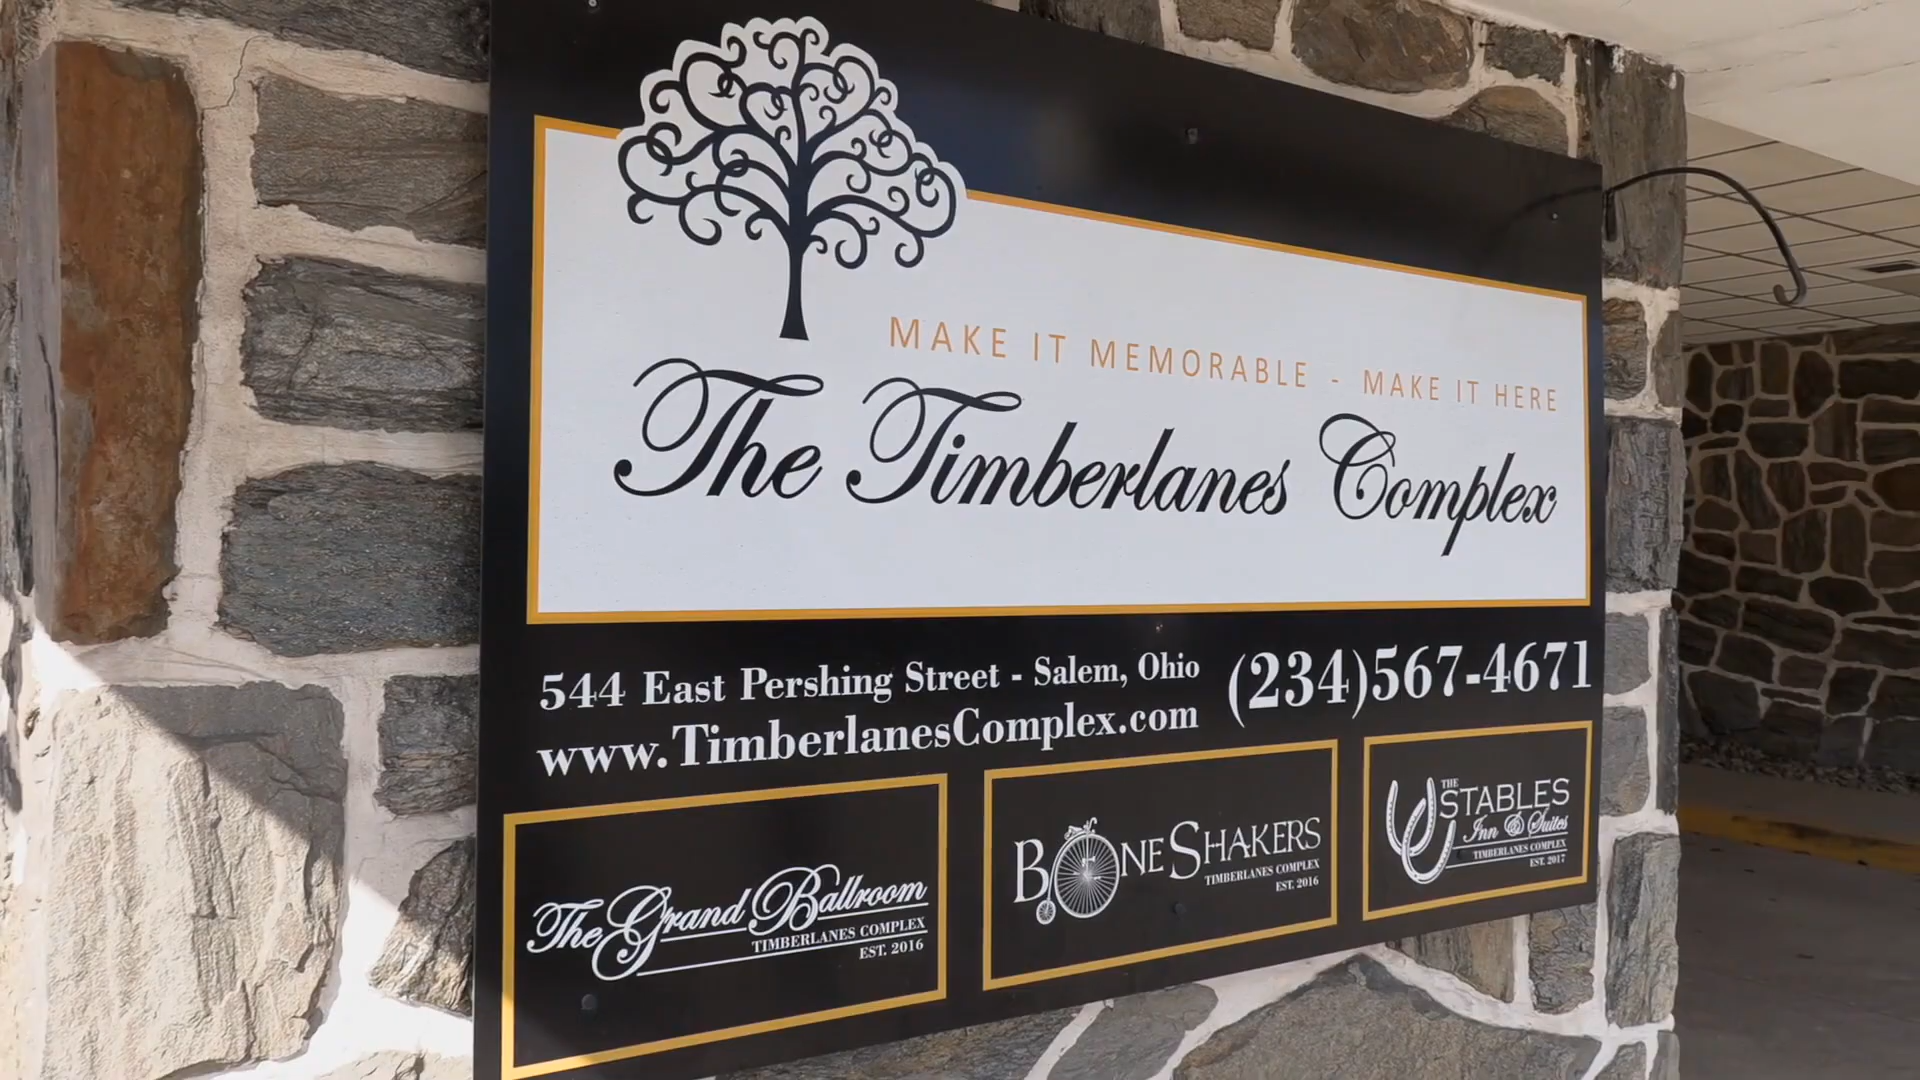 MAKE IT MEMORABLE - MAKE IT HERE
The Timberlanes Complex
544 East Pershing Street - Salem, Ohio
(234)567-4671
www.TimberlanesComplex.com
The Grand Ballroom
TIMBERLANES COMPLEX
EST. 2016
BONESHAKERS
TIMBERLANES COMPLEX
EST. 2016
THE
STABLES
Inn & Suites
TIMBERLANES COMPLEX
EST. 2017